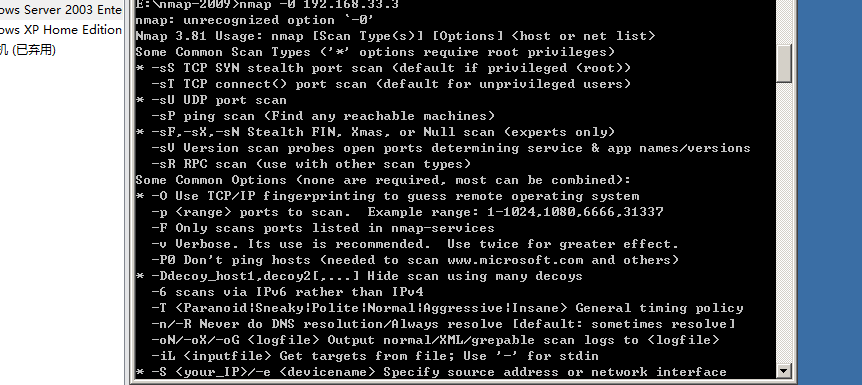 ows Server 2003 Ente
ows XP Home Edition
机 (已弃用)
E:\nmap-2009>nmap -0 192.168.33.3
nmap: unrecognized option `-0'
Nmap 3.81 Usage: nmap [Scan Type(s)] [Options] <host or net list>
Some Common Scan Types ('*' options require root privileges)
* -sS TCP SYN stealth port scan (default if privileged (root))
-sT TCP connect() port scan (default for unprivileged users)
* -sU UDP port scan
-sP ping scan (Find any reachable machines)
* -sF,-sX,-sN Stealth FIN, Xmas, or Null scan (experts only)
-sV Version scan probes open ports determining service & app names/versions
-sR RPC scan (use with other scan types)
Some Common Options (none are required, most can be combined):
* -O Use TCP/IP fingerprinting to guess remote operating system
-p <range> ports to scan.  Example range: 1-1024,1080,6666,31337
-F Only scans ports listed in nmap-services
-v Verbose. Its use is recommended.  Use twice for greater effect.
-P0 Don't ping hosts (needed to scan www.microsoft.com and others)
* -Ddecoy_host1,decoy2[,...] Hide scan using many decoys
-6 scans via IPv6 rather than IPv4
-T <Paranoid|Sneaky|Polite|Normal|Aggressive|Insane> General timing policy
-n/-R Never do DNS resolution/Always resolve [default: sometimes resolve]
-oN/-oX/-oG <logfile> Output normal/XML/grepable scan logs to <logfile>
-iL <inputfile> Get targets from file; Use '-' for stdin
* -S <your_IP>/-e <devicename> Specify source address or network interface